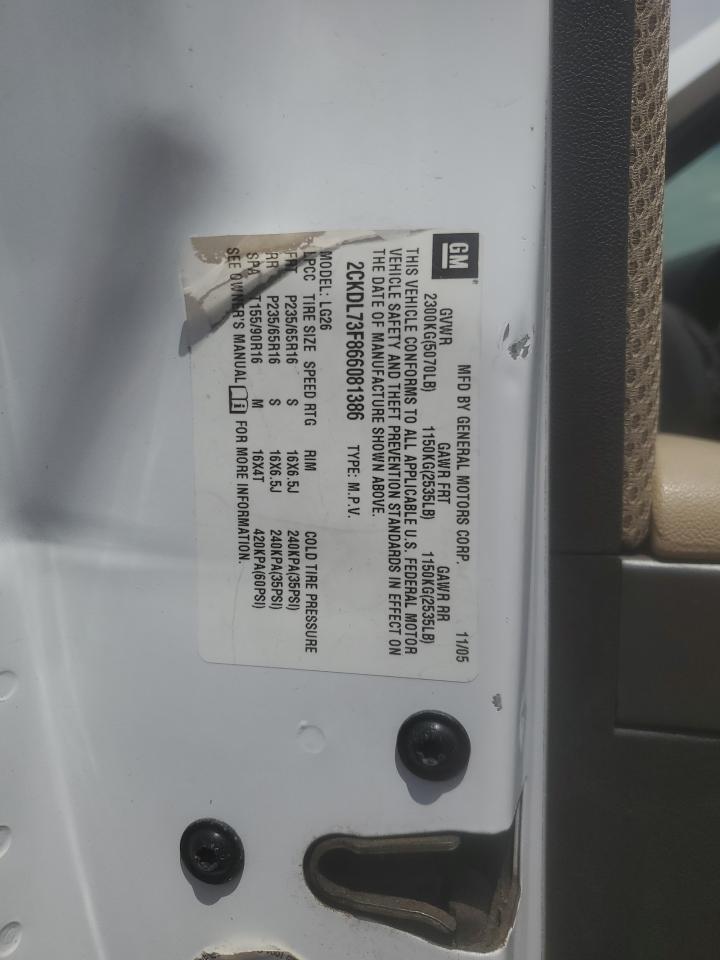 GM
MFD BY GENERAL MOTORS CORP. 11/05
GVWR GAWR FRT GAWR RR
2300KG(5070LB) 1150KG(2535LB) 1150KG(2535LB)
THIS VEHICLE CONFORMS TO ALL APPLICABLE U.S. FEDERAL MOTOR
VEHICLE SAFETY AND THEFT PREVENTION STANDARDS IN EFFECT ON
THE DATE OF MANUFACTURE SHOWN ABOVE.
2CKDL73F866081386 TYPE: M.P.V.
MODEL: LG26
LPCC TIRE SIZE SPEED RTG RIM COLD TIRE PRESSURE
FRT P235/65R16 S 16X6.5J 240KPA(35PSI)
RR P235/65R16 S 16X6.5J 240KPA(35PSI)
SPA T155/90R16 M 16X4T 420KPA(60PSI)
SEE OWNER'S MANUAL FOR MORE INFORMATION.